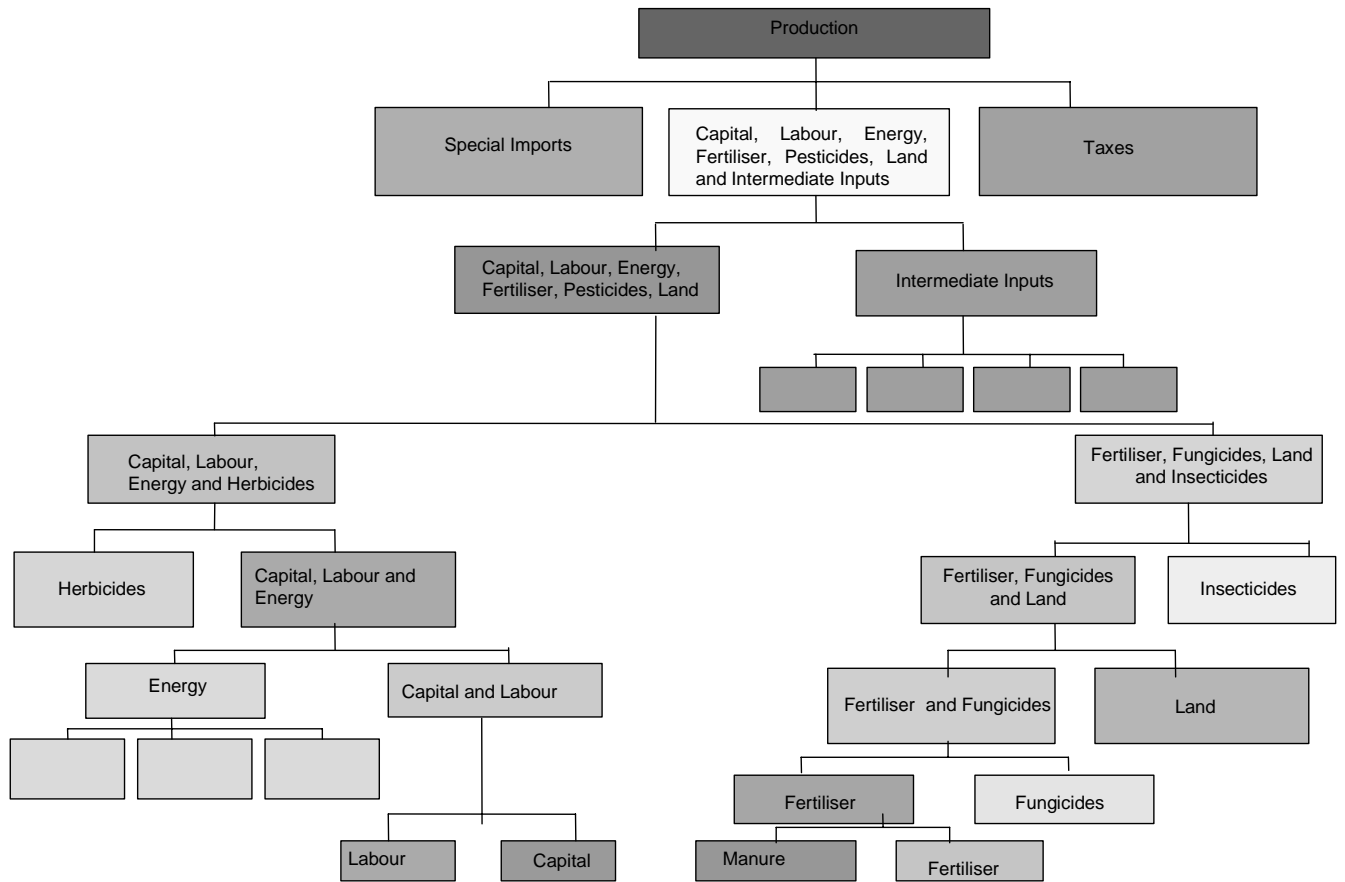 Production
Special Imports
Capital, Labour, Energy,
Fertiliser, Pesticides, Land
and Intermediate Inputs
Taxes
Capital, Labour, Energy,
Fertiliser, Pesticides, Land
Intermediate Inputs
Capital, Labour,
Energy and Herbicides
Fertiliser, Fungicides, Land
and Insecticides
Herbicides
Capital, Labour and
Energy
Fertiliser, Fungicides
and Land
Insecticides
Energy
Capital and Labour
Fertiliser and Fungicides
Land
Fertiliser
Fungicides
Labour
Capital
Manure
Fertiliser